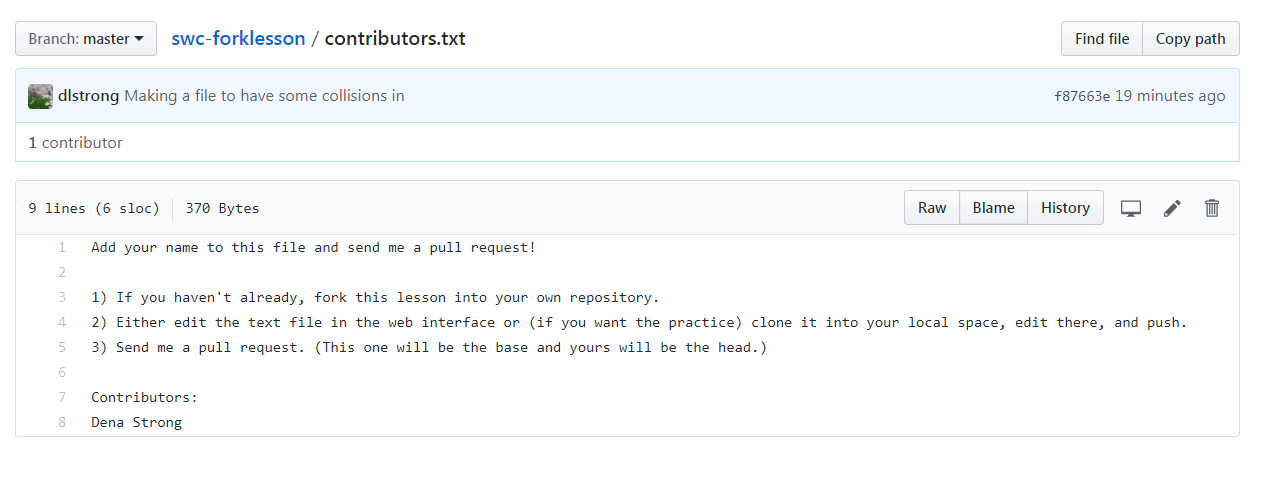 Branch: master
swc-forklesson / contributors.txt
Find file
Copy path
dlstrong Making a file to have some collisions in
f87663e 19 minutes ago
1 contributor
9 lines (6 sloc)
370 Bytes
Raw
Blame
History
1 Add your name to this file and send me a pull request!
2
3 1) If you haven't already, fork this lesson into your own repository.
4 2) Either edit the text file in the web interface or (if you want the practice) clone it into your local space, edit there, and push.
5 3) Send me a pull request. (This one will be the base and yours will be the head.)
6
7 Contributors:
8 Dena Strong